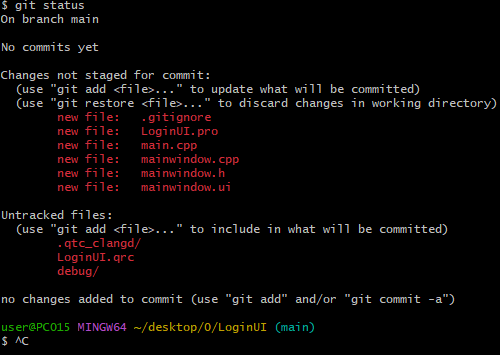 $ git status
On branch main
No commits yet
Changes not staged for commit:
(use "git add <file>..." to update what will be committed)
(use "git restore <file>..." to discard changes in working directory)
new file: .gitignore
new file: LoginUI.pro
new file: main.cpp
new file: mainwindow.cpp
new file: mainwindow.h
new file: mainwindow.ui
Untracked files:
(use "git add <file>..." to include in what will be committed)
.qtc_clangd/
LoginUI.qrc
debug/
no changes added to commit (use "git add" and/or "git commit -a")
user@PC015 MINGW64 ~/desktop/0/LoginUI (main)
$ ^C